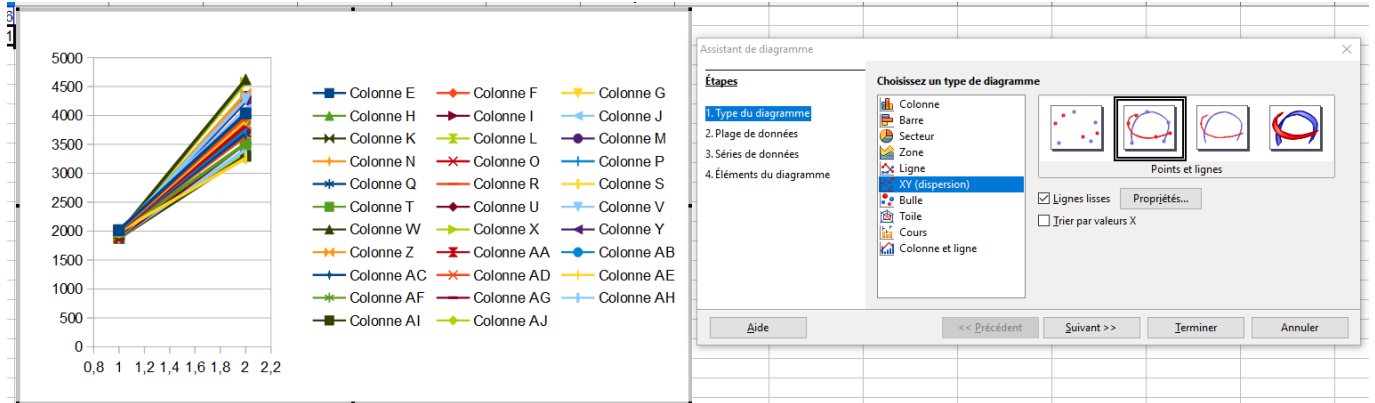 6
1
5000
4500
4000
3500
3000
2500
2000
1500
1000
500
0
0,8 1 1,2 1,4 1,6 1,8 2 2,2
Colonne E Colonne F Colonne G
Colonne H Colonne I Colonne J
Colonne K Colonne L Colonne M
Colonne N Colonne O Colonne P
Colonne Q Colonne R Colonne S
Colonne T Colonne U Colonne V
Colonne W Colonne X Colonne Y
Colonne Z Colonne AA Colonne AB
Colonne AC Colonne AD Colonne AE
Colonne AF Colonne AG Colonne AH
Colonne AI Colonne AJ
Assistant de diagramme
Étapes
1. Type du diagramme
2. Plage de données
3. Séries de données
4. Éléments du diagramme
Choisissez un type de diagramme
Colonne
Barre
Secteur
Zone
Ligne
XY (dispersion)
Bulle
Toile
Cours
Colonne et ligne
Points et lignes
Lignes lisses Propriétés...
Trier par valeurs X
Aide << Précédent Suivant >> Terminer Annuler